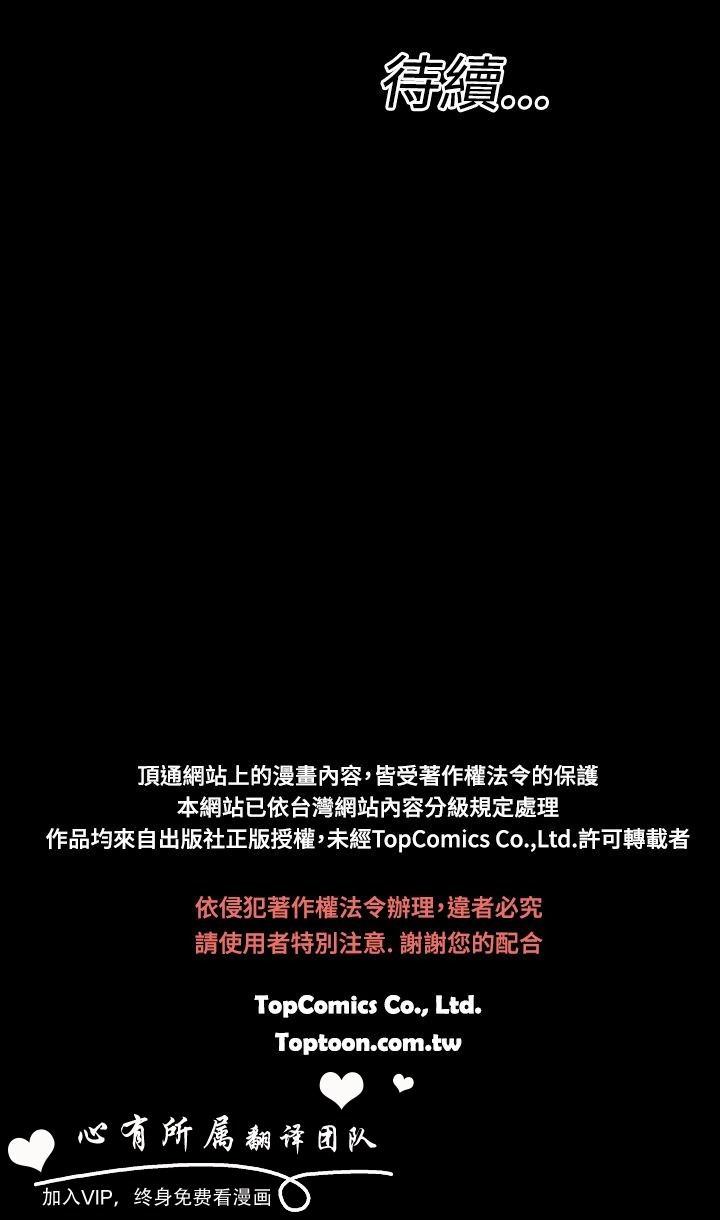 待續...
頂通網站上的漫畫內容，皆受著作權法令的保護
本網站已依台灣網站內容分級規定處理
作品均來自出版社正版授權，未經TopComics Co.,Ltd.許可轉載者
依侵犯著作權法令辦理，違者必究
請使用者特別注意. 謝謝您的配合
TopComics Co., Ltd.
Toptoon.com.tw
心有所属翻译团队
加入VIP，终身免费看漫画